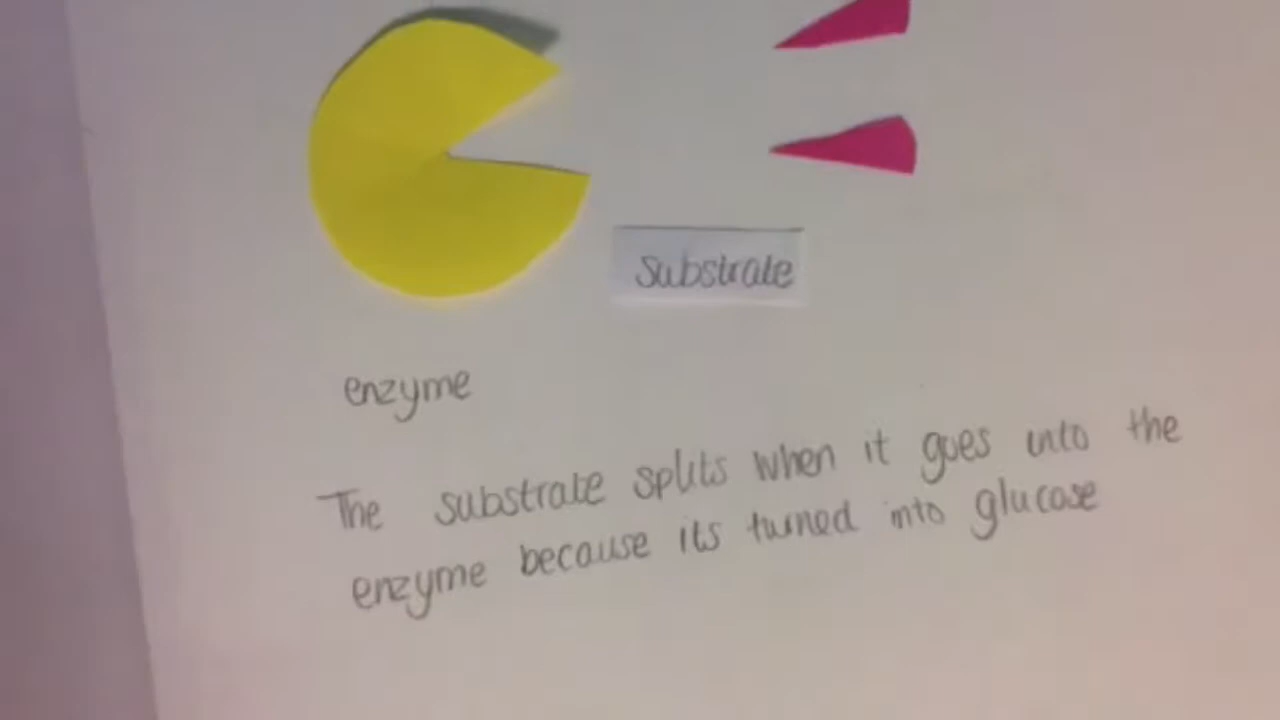 Substrate
enzyme
The substrate splits when it goes into the
enzyme because its turned into glucose